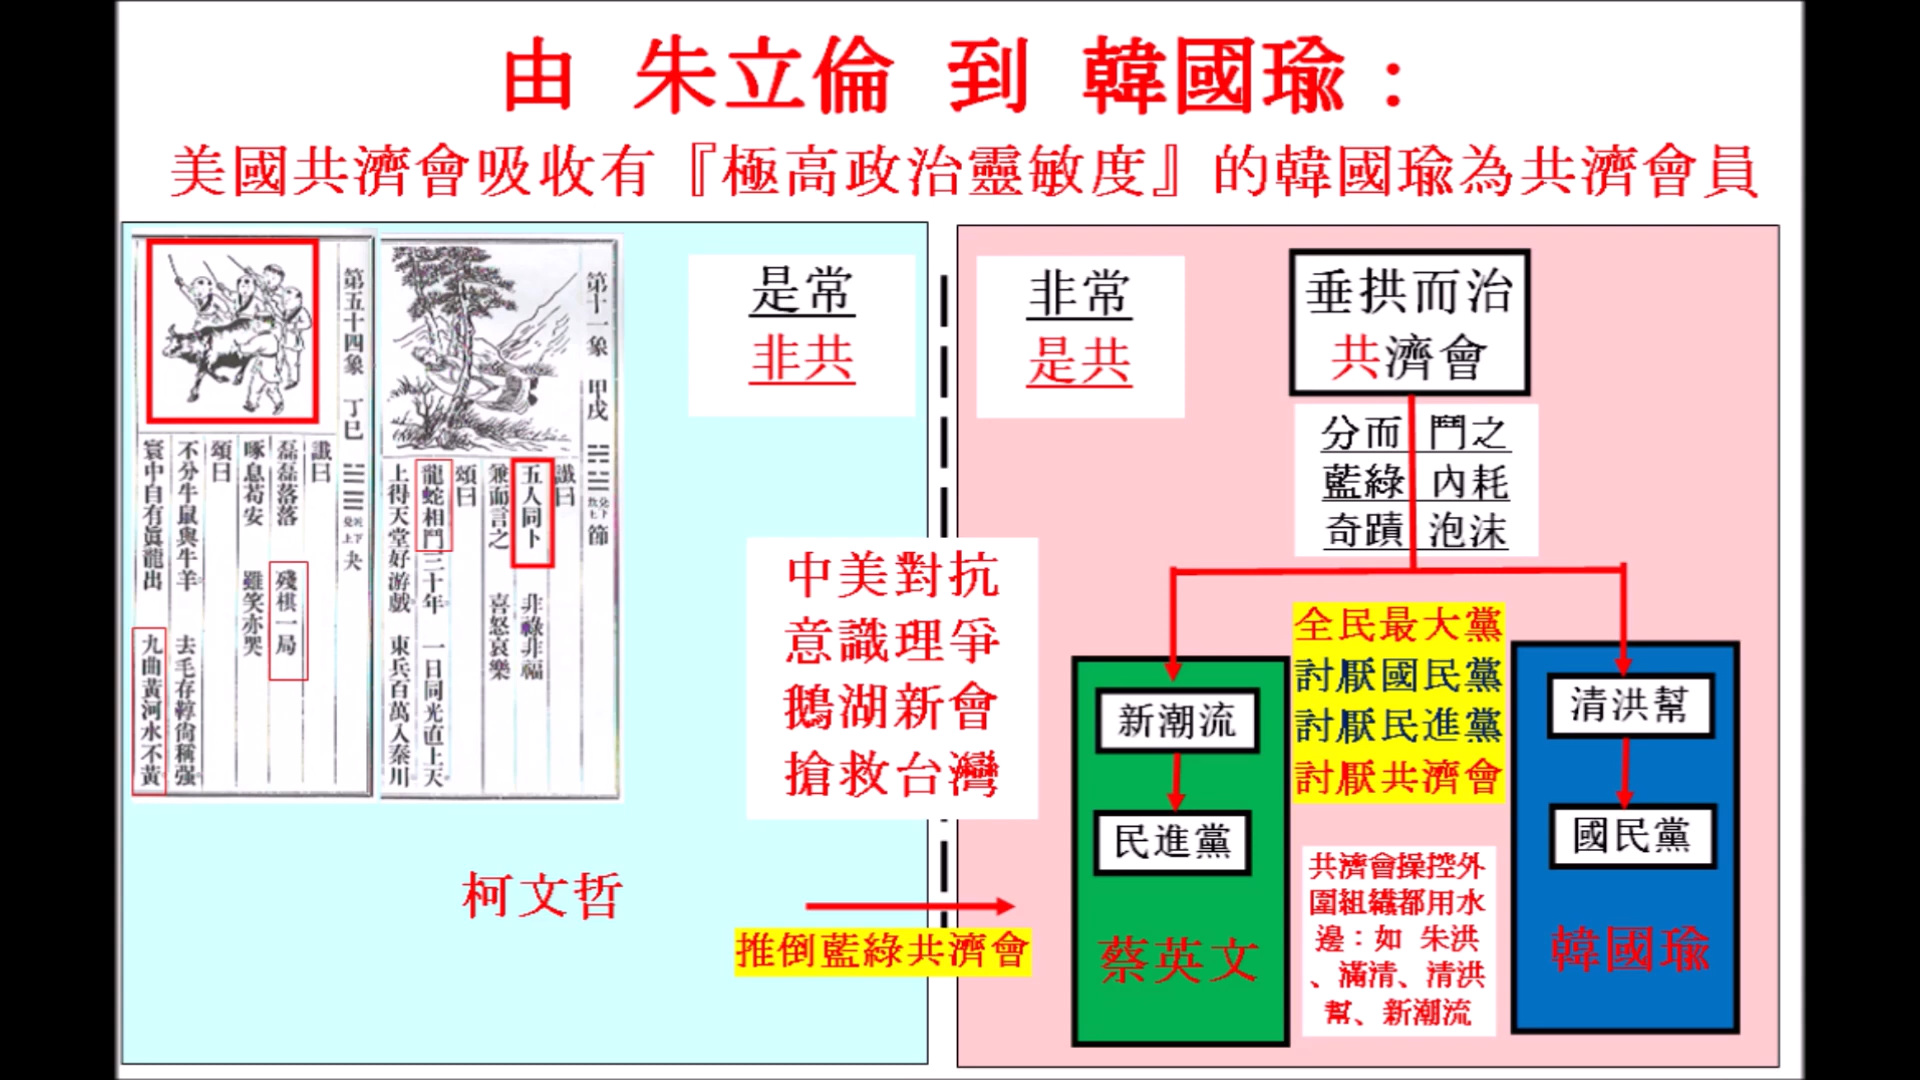 由 朱立倫 到 韓國瑜：
美國共濟會吸收有『極高政治靈敏度』的韓國瑜為共濟會員
第五十四象 丁巳
兌下 乾上 夬
讖曰
磊磊落落 殘棋一局
啄息苟安 雖笑亦哭
頌曰
不分牛鼠與牛羊 去毛存鞟尚稱强
寰中自有真龍出 九曲黃河水不黃
第十一象 甲戌
節
讖曰
五人同卜 非祿非福
兼而言之 喜怒哀樂
頌曰
龍蛇相鬥三十年 一日同光直上天
上得天堂好游戲 東兵百萬入秦川
是常
非共
非常
是共
垂拱而治
共濟會
分而 鬥之
藍綠 內耗
奇蹟 泡沫
中美對抗
意識理爭
鵝湖新會
搶救台灣
全民最大黨
討厭國民黨
討厭民進黨
討厭共濟會
新潮流
民進黨
蔡英文
清洪幫
國民黨
韓國瑜
共濟會操控外
圍組織都用水
邊：如 朱洪
、滿清、清洪
幫、新潮流
柯文哲
推倒藍綠共濟會